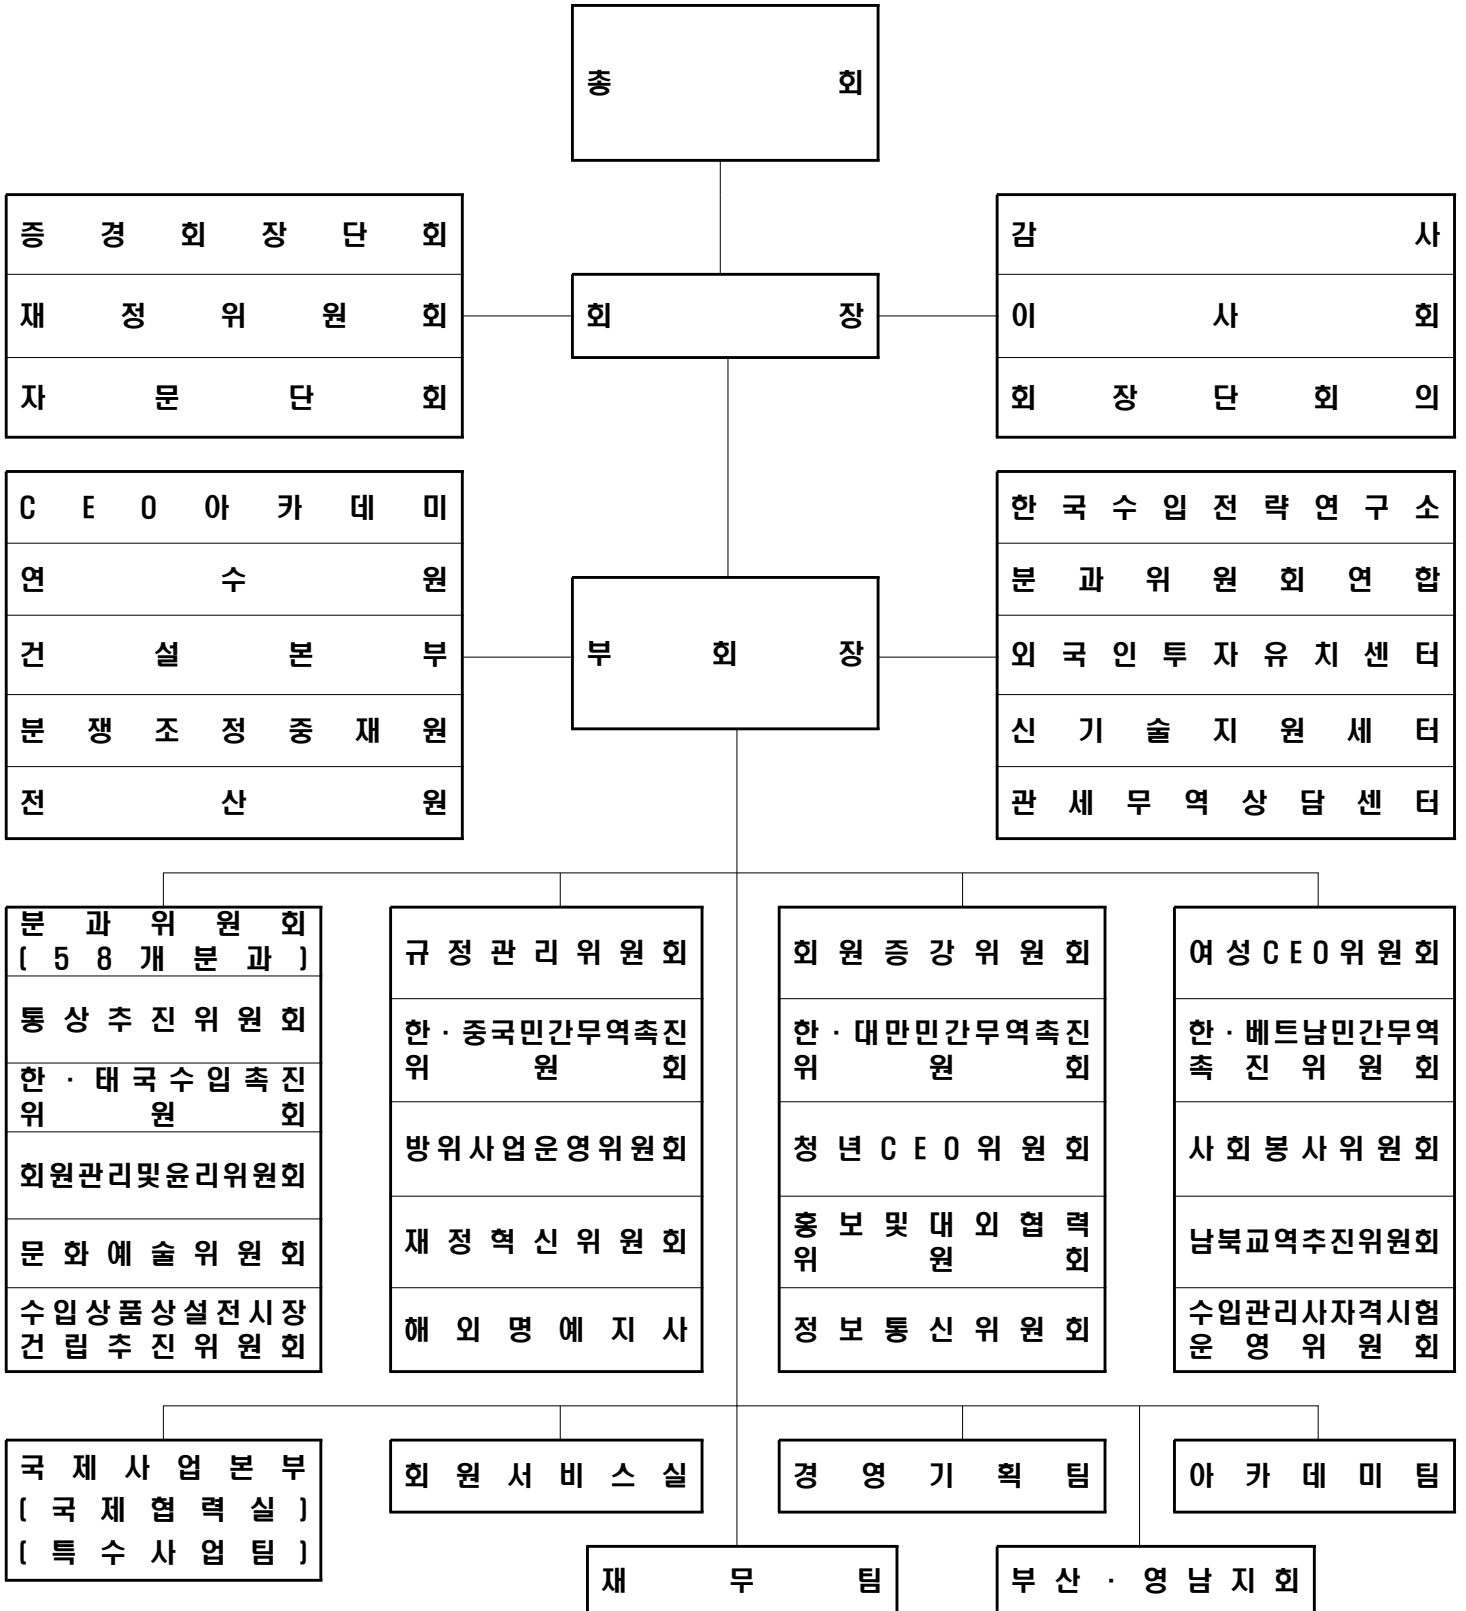 총회
증경회장단회
재정위원회
자문단회
회장
감사
이사회
회장단회의
CEO아카데미
연수원
건설본부
분쟁조정중재원
전산원
부회장
한국수입전략연구소
분과위원회연합
외국인투자유치센터
신기술지원세터
관세무역상담센터
분과위원회
(58개분과)
통상추진위원회
한·태국수입촉진
위원회
회원관리및윤리위원회
문화예술위원회
수입상품상설전시장
건립추진위원회
규정관리위원회
한·중국민간무역촉진
위원회
방위사업운영위원회
재정혁신위원회
해외명예지사
회원증강위원회
한·대만민간무역촉진
위원회
청년CEO위원회
홍보및대외협력
위원회
정보통신위원회
여성CEO위원회
한·베트남민간무역
촉진위원회
사회봉사위원회
남북교역추진위원회
수입관리사자격시험
운영위원회
국제사업본부
(국제협력실)
(특수사업팀)
회원서비스실
경영기획팀
아카데미팀
재무팀
부산·영남지회